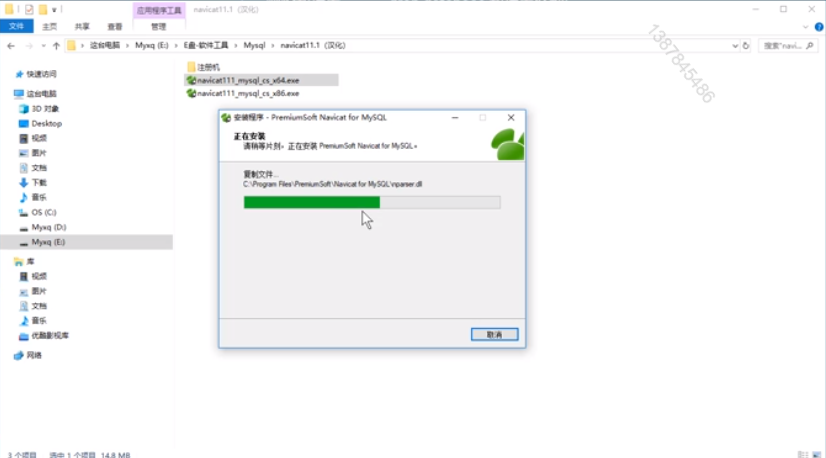 应用程序工具 navicat11.1（汉化）
文件 主页 共享 查看 管理
这台电脑 > Myxq (E:) > E盘-软件工具 > Mysql > navicat11.1（汉化）
搜索"navi...
1387845486
快速访问
这台电脑
3D 对象
Desktop
视频
图片
文档
下载
音乐
OS (C:)
Myxq (D:)
Myxq (E:)
库
视频
图片
文档
音乐
优酷影视库
网络
注册机
navicat111_mysql_cs_x64.exe
navicat111_mysql_cs_x86.exe
安装程序 - PremiumSoft Navicat for MySQL
正在安装
请稍等片刻，正在安装 PremiumSoft Navicat for MySQL。
复制文件...
C:\Program Files\PremiumSoft\Navicat for MySQL\nparser.dll
取消
3 个项目 选中 1 个项目 14.8 MB